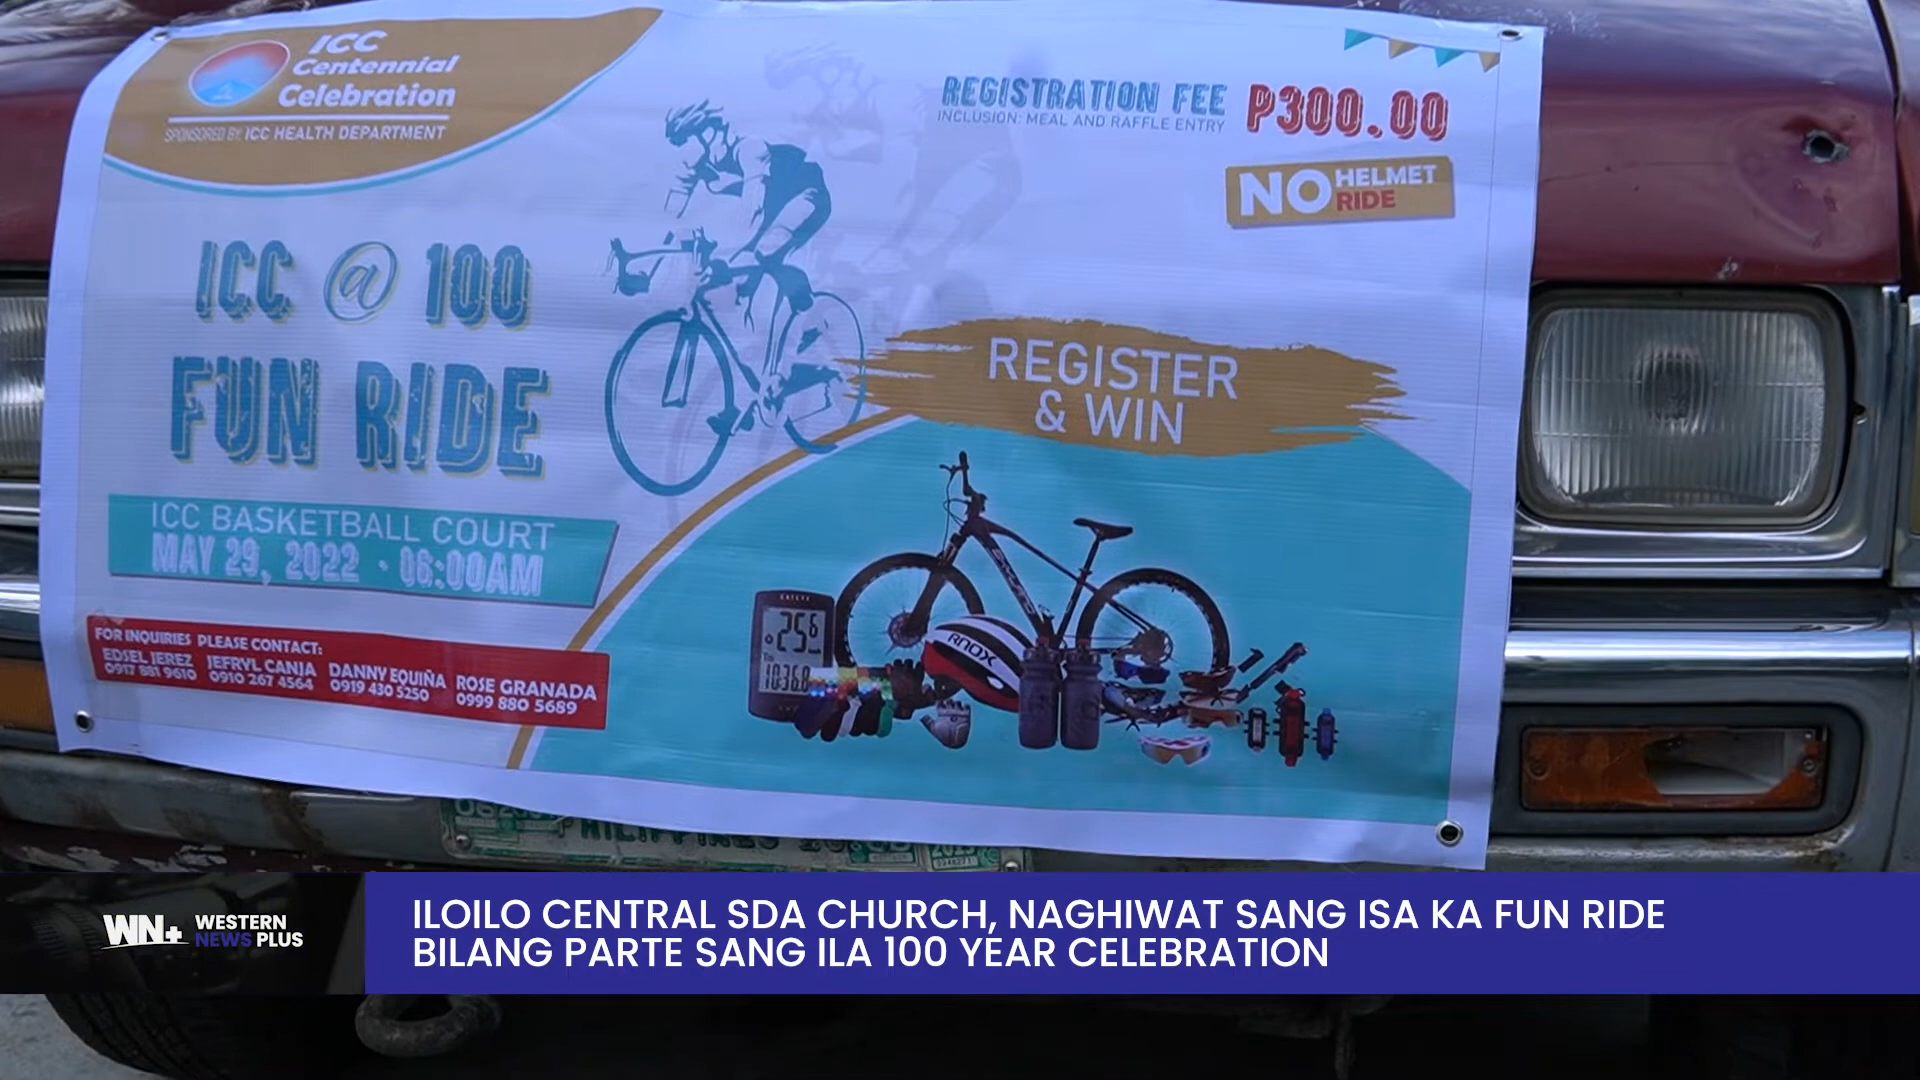 ICC
Centennial
Celebration
SPONSORED BY ICC HEALTH DEPARTMENT
REGISTRATION FEE P300.00
INCLUSION: MEAL AND RAFFLE ENTRY
NO HELMET
RIDE
ICC @ 100
FUN RIDE
REGISTER
& WIN
ICC BASKETBALL COURT
MAY 29, 2022 · 06:00AM
FOR INQUIRIES PLEASE CONTACT:
EDSEL JEREZ
0917 881 9610
JEFRYL CANJA
0910 267 4564
DANNY EQUIÑA
0919 430 5250
ROSE GRANADA
0999 880 5689
CATEYE
25.6
RNOX
WN+ WESTERN
NEWS PLUS
ILOILO CENTRAL SDA CHURCH, NAGHIWAT SANG ISA KA FUN RIDE
BILANG PARTE SANG ILA 100 YEAR CELEBRATION